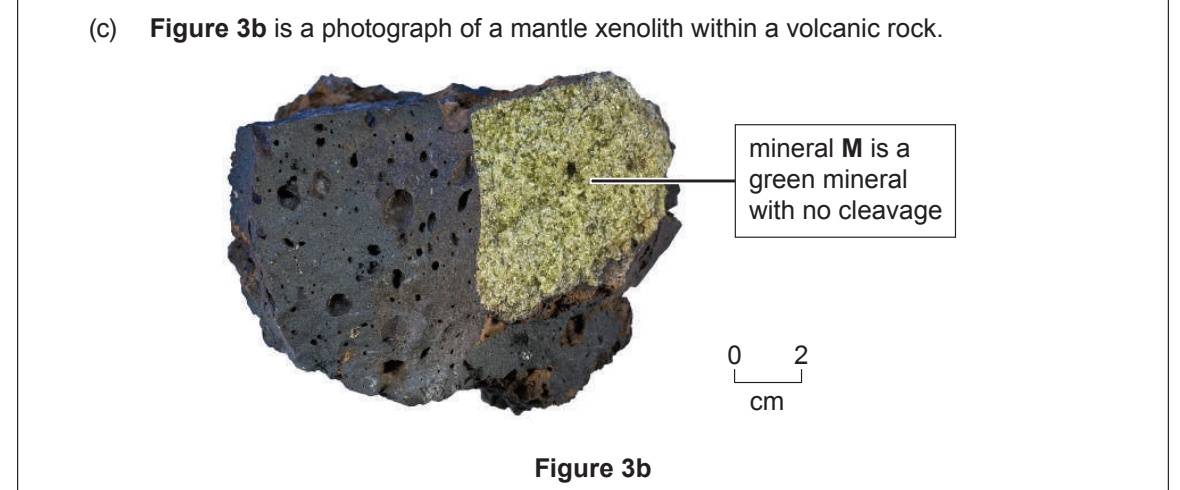 (c) Figure 3b is a photograph of a mantle xenolith within a volcanic rock.
mineral M is a
green mineral
with no cleavage
0 2
cm
Figure 3b